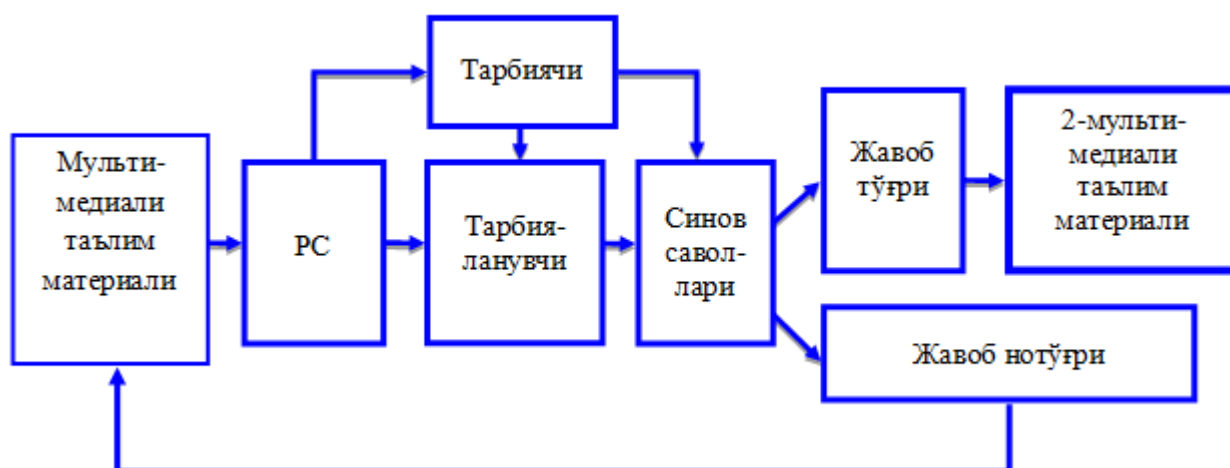 Тарбиячи
Мульти-
медиали
таълим
материали
PC
Тарбия-
ланувчи
Синов
савол-
лари
Жавоб
тўғри
2-мульти-
медиали
таълим
материали
Жавоб нотўғри